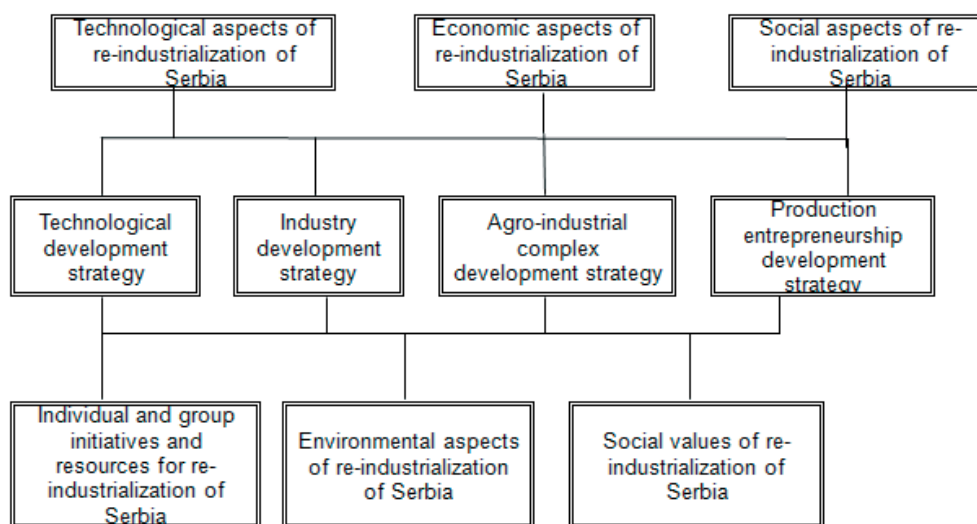 Technological aspects of
re-industrialization of
Serbia
Economic aspects of
re-industrialization of
Serbia
Social aspects of re-
industrialization of
Serbia
Technological
development
strategy
Industry
development
strategy
Agro-industrial
complex
development strategy
Production
entrepreneurship
development
strategy
Individual and group
initiatives and
resources for re-
industrialization of
Serbia
Environmental aspects
of re-industrialization
of Serbia
Social values of re-
industrialization of
Serbia